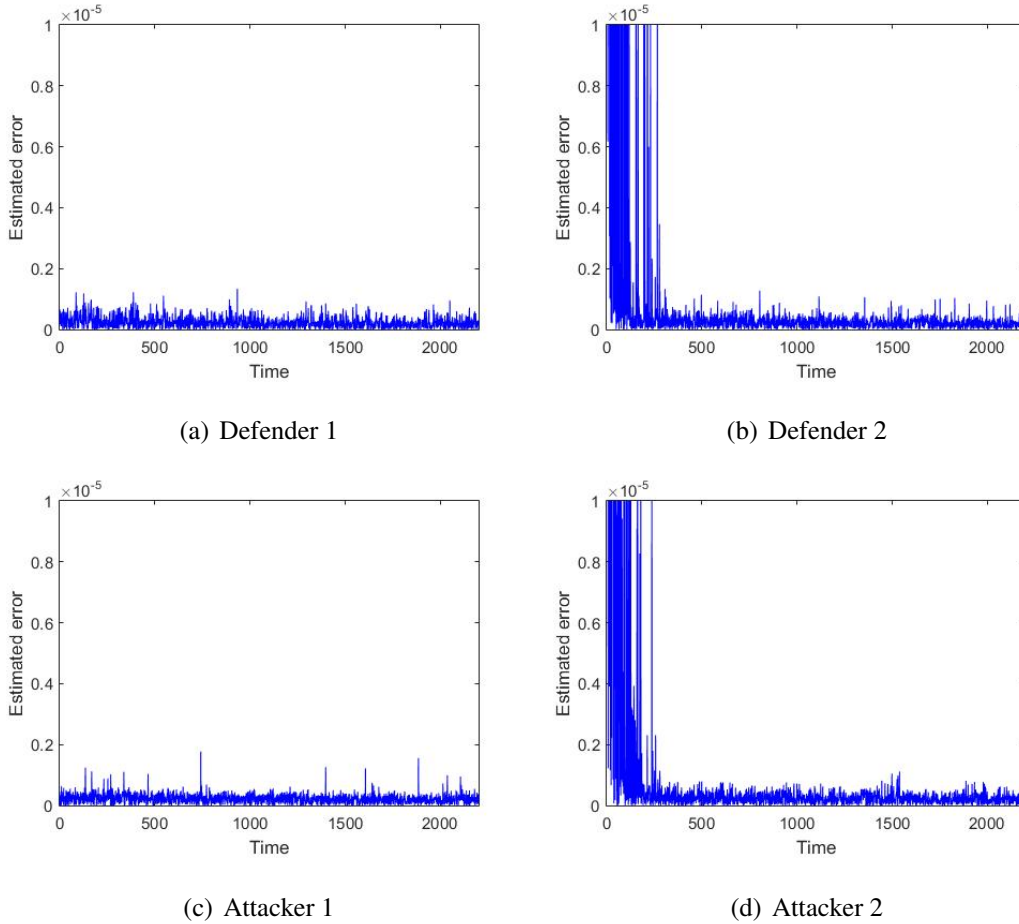 ×10⁻⁵
1
0.8
0.6
0.4
0.2
0
Estimated error
0 500 1000 1500 2000
Time
(a) Defender 1
×10⁻⁵
1
0.8
0.6
0.4
0.2
0
Estimated error
0 500 1000 1500 2000
Time
(b) Defender 2
×10⁻⁵
1
0.8
0.6
0.4
0.2
0
Estimated error
0 500 1000 1500 2000
Time
(c) Attacker 1
×10⁻⁵
1
0.8
0.6
0.4
0.2
0
Estimated error
0 500 1000 1500 2000
Time
(d) Attacker 2